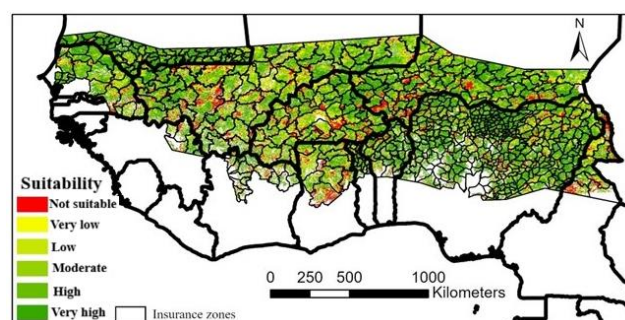 N
Suitability
Not suitable
Very low
Low
Moderate
High
Very high
Insurance zones
0 250 500 1000
Kilometers